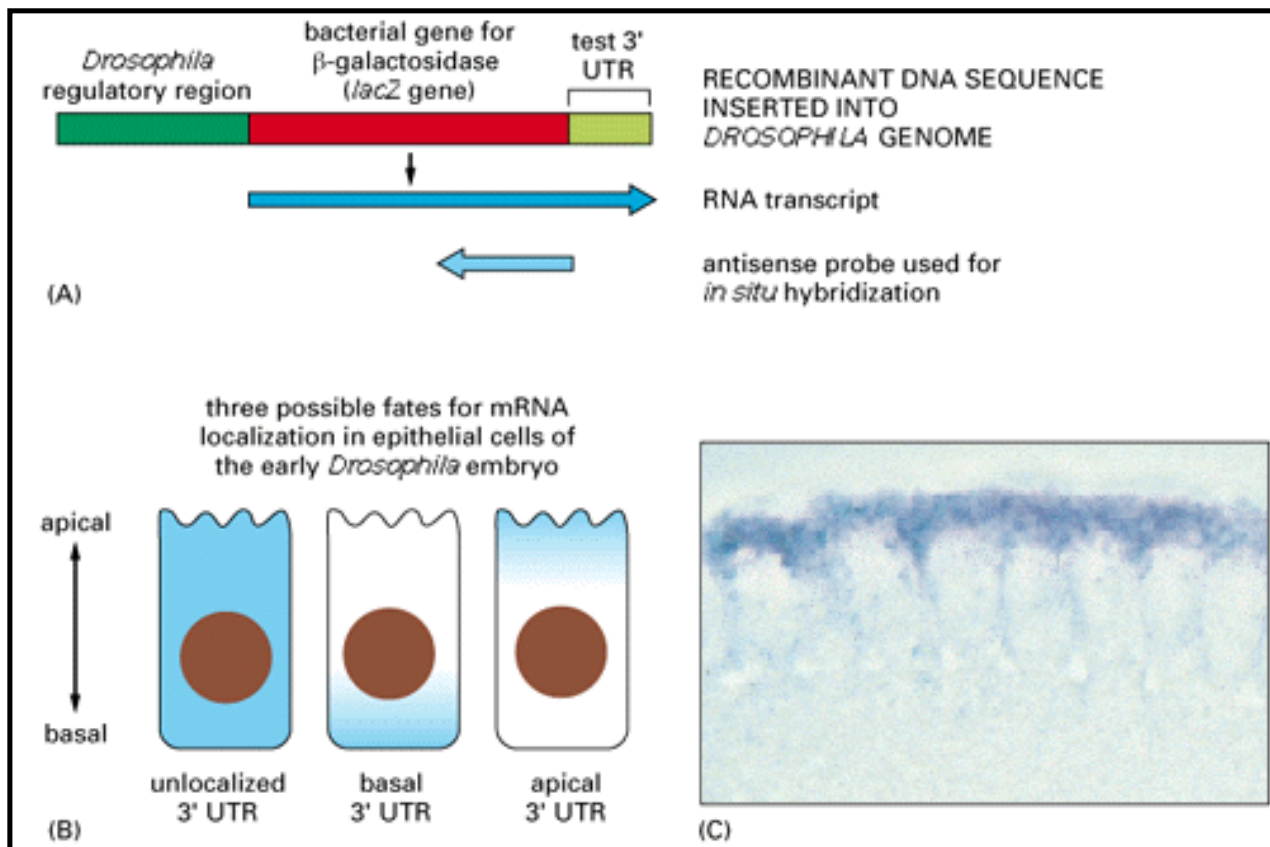 Drosophila
regulatory region
bacterial gene for
β-galactosidase
(lacZ gene)
test 3'
UTR
RECOMBINANT DNA SEQUENCE
INSERTED INTO
DROSOPHILA GENOME
RNA transcript
antisense probe used for
in situ hybridization
(A)
three possible fates for mRNA
localization in epithelial cells of
the early Drosophila embryo
apical
basal
unlocalized
3' UTR
basal
3' UTR
apical
3' UTR
(B)
(C)